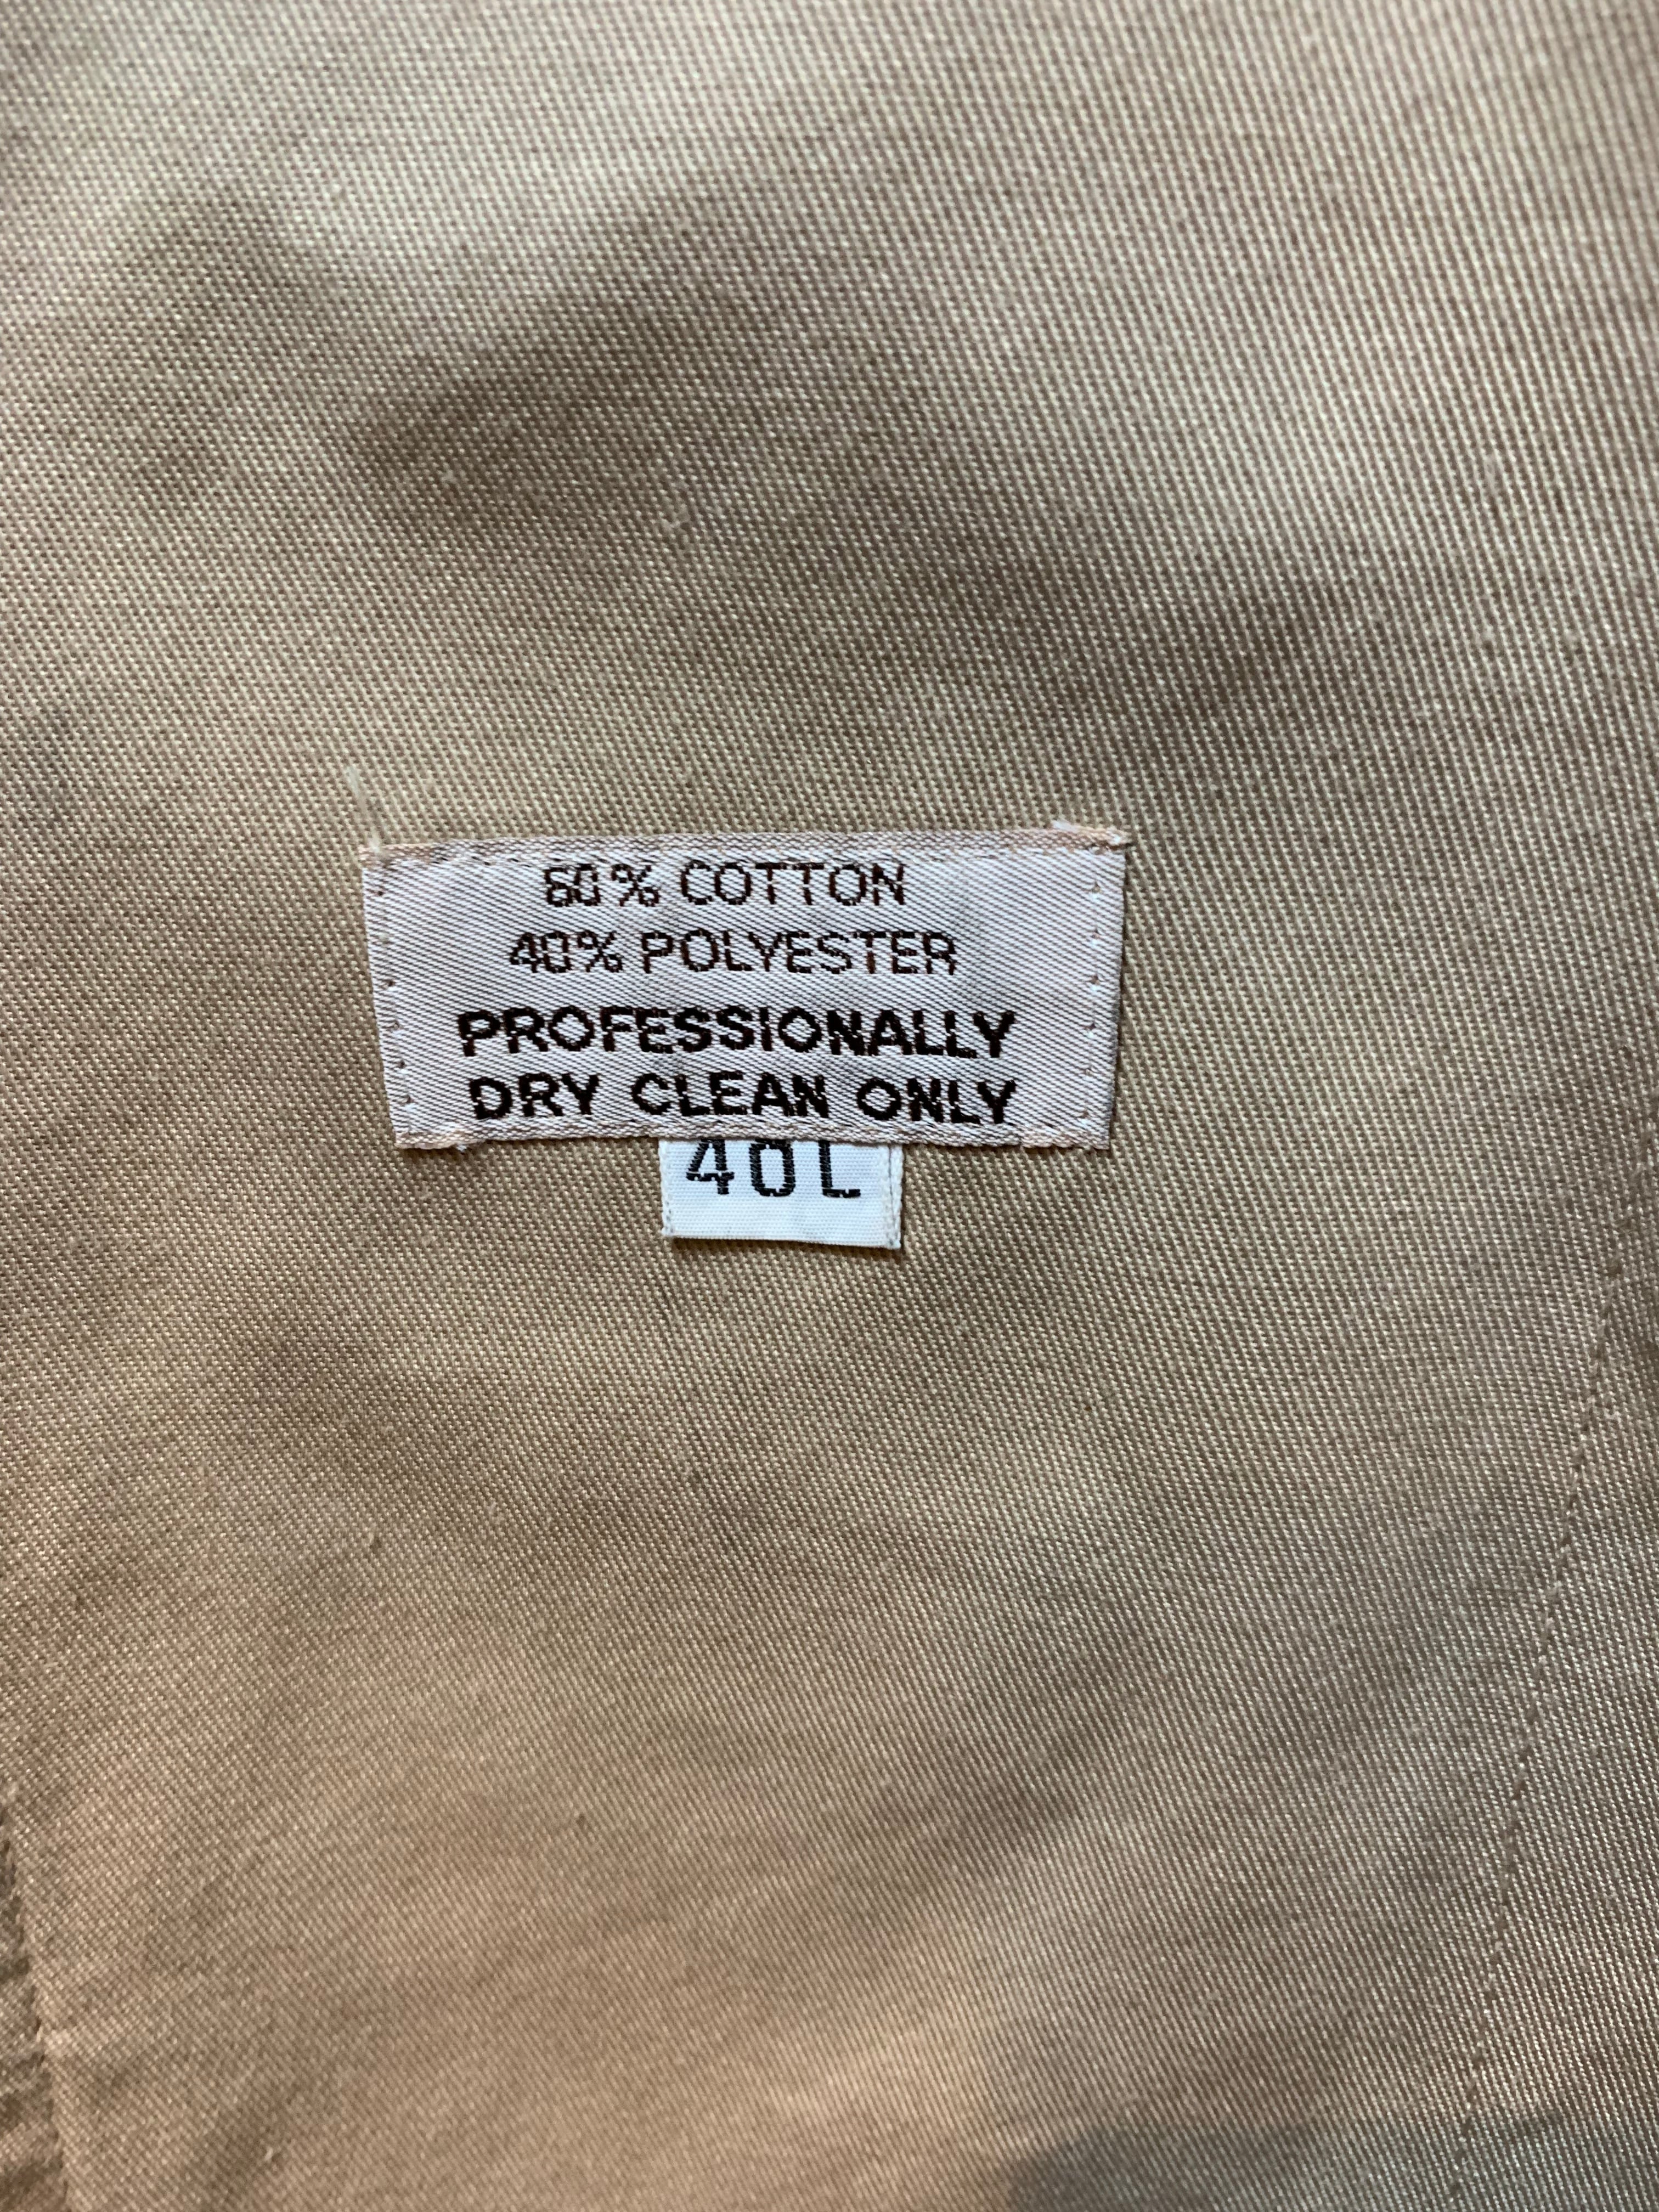 60% COTTON
40% POLYESTER
PROFESSIONALLY
DRY CLEAN ONLY
40L